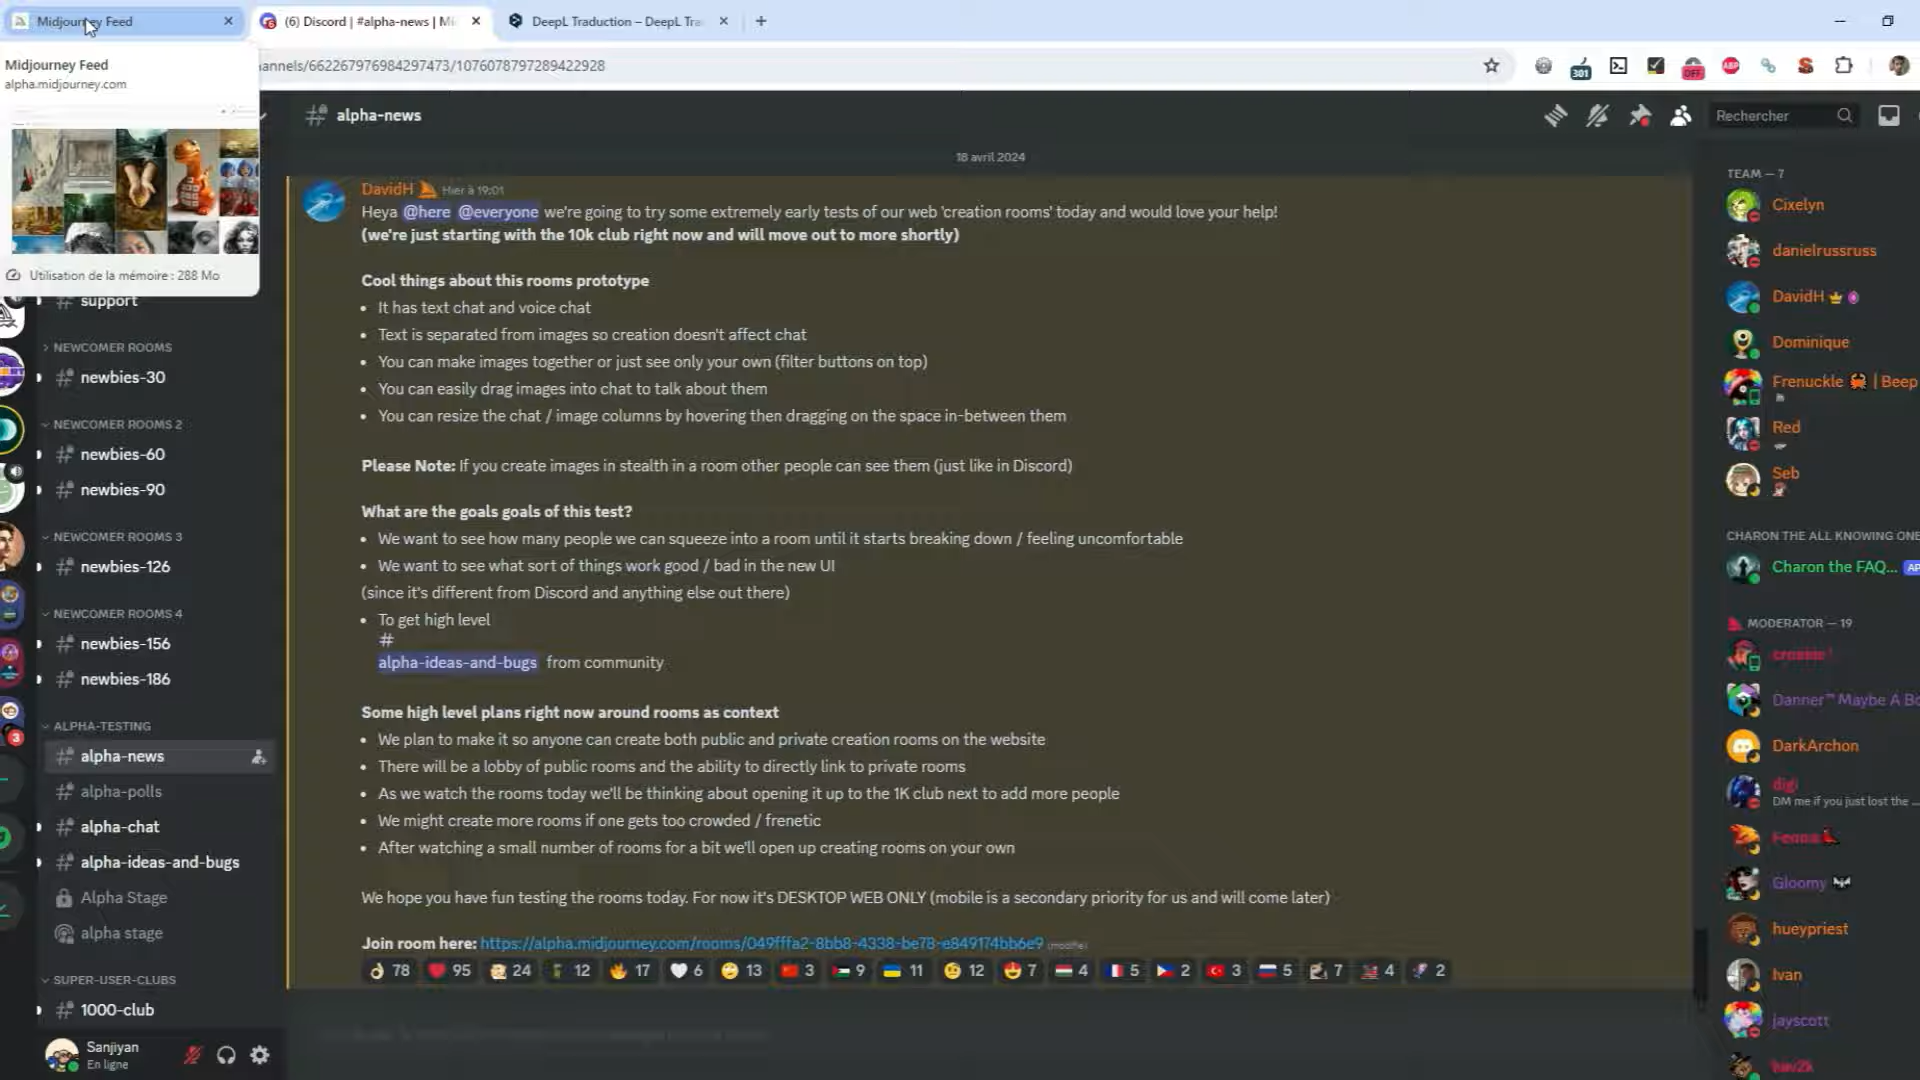 Midjourney Feed
(6) Discord | #alpha-news | Mi
DeepL Traduction – DeepL Tra
Midjourney Feed
alpha.midjourney.com
Utilisation de la mémoire : 288 Mo
annels/662267976984297473/1076078797289422928
301
OFF
ABP
alpha-news
Rechercher
support
NEWCOMER ROOMS
newbies-30
NEWCOMER ROOMS 2
newbies-60
newbies-90
NEWCOMER ROOMS 3
newbies-126
NEWCOMER ROOMS 4
newbies-156
newbies-186
3
ALPHA-TESTING
alpha-news
alpha-polls
alpha-chat
alpha-ideas-and-bugs
Alpha Stage
alpha stage
SUPER-USER-CLUBS
1000-club
Sanjiyan
En ligne
18 avril 2024
DavidH Hier à 19:01
Heya @here @everyone we're going to try some extremely early tests of our web 'creation rooms' today and would love your help!
(we're just starting with the 10k club right now and will move out to more shortly)
Cool things about this rooms prototype
• It has text chat and voice chat
• Text is separated from images so creation doesn't affect chat
• You can make images together or just see only your own (filter buttons on top)
• You can easily drag images into chat to talk about them
• You can resize the chat / image columns by hovering then dragging on the space in-between them
Please Note: If you create images in stealth in a room other people can see them (just like in Discord)
What are the goals goals of this test?
• We want to see how many people we can squeeze into a room until it starts breaking down / feeling uncomfortable
• We want to see what sort of things work good / bad in the new UI
(since it's different from Discord and anything else out there)
• To get high level
#
alpha-ideas-and-bugs from community
Some high level plans right now around rooms as context
• We plan to make it so anyone can create both public and private creation rooms on the website
• There will be a lobby of public rooms and the ability to directly link to private rooms
• As we watch the rooms today we'll be thinking about opening it up to the 1K club next to add more people
• We might create more rooms if one gets too crowded / frenetic
• After watching a small number of rooms for a bit we'll open up creating rooms on your own
We hope you have fun testing the rooms today. For now it's DESKTOP WEB ONLY (mobile is a secondary priority for us and will come later)
Join room here: https://alpha.midjourney.com/rooms/049fffa2-8bb8-4338-be78-e849174bb6e9 (modifié)
78 95 24 12 17 6 13 3 9 11 12 7 4 5 2 3 5 7 4 2
TEAM — 7
Cixelyn
danielrussruss
DavidH
Dominique
Frenuckle | Beep
Red
Seb
CHARON THE ALL KNOWING ONE
Charon the FAQ... AP
MODERATOR — 19
Danner™ Maybe A Bo
DarkArchon
digi
DM me if you just lost the ...
Gloomy
hueypriest
Ivan
jayscott